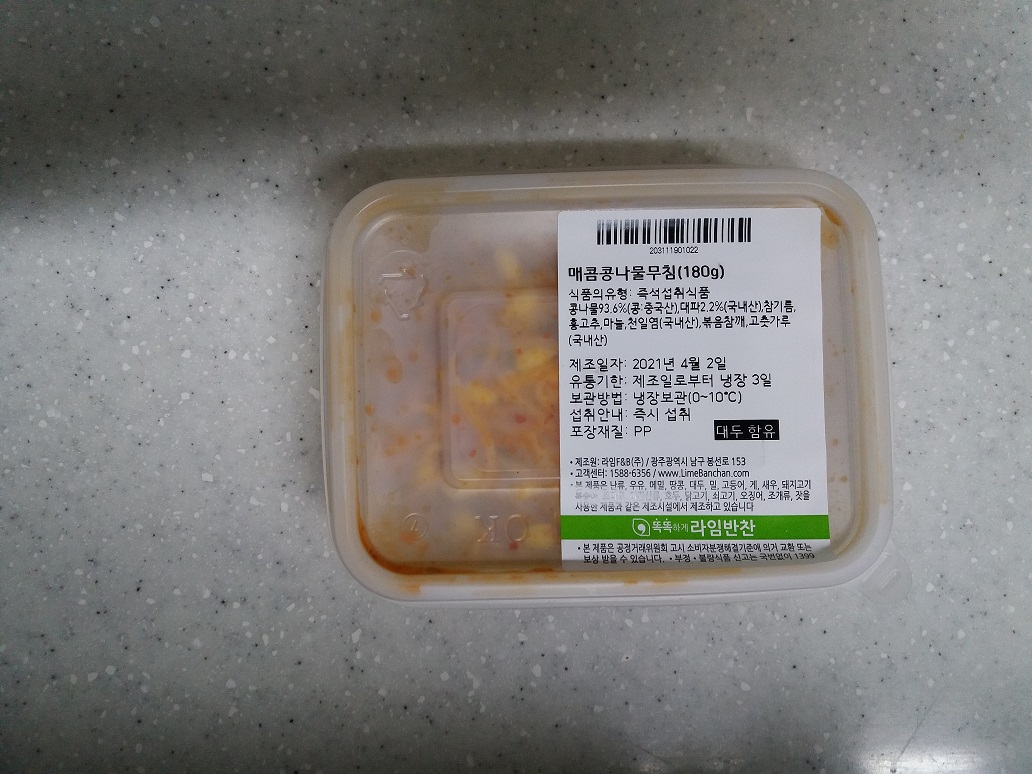 203111901022
매콤콩나물무침(180g)
식품의유형: 즉석섭취식품
콩나물93.6%(콩:중국산),대파2.2%(국내산),참기름,
홍고추,마늘,천일염(국내산),볶음참깨,고춧가루
(국내산)
제조일자: 2021년 4월 2일
유통기한: 제조일로부터 냉장 3일
보관방법: 냉장보관(0~10℃)
섭취안내: 즉시 섭취
포장재질: PP
대두 함유
• 제조원: 라임F&B(주) / 광주광역시 남구 봉선로 153
• 고객센터: 1588-6356 / www.LimeBanchan.com
• 본 제품은 난류, 우유, 메밀, 땅콩, 대두, 밀, 고등어, 게, 새우, 돼지고기
호두, 닭고기, 쇠고기, 오징어, 조개류, 잣을
사용한 제품과 같은 제조시설에서 제조하고 있습니다
똑똑하게 라임반찬
• 본 제품은 공정거래위원회 고시 소비자분쟁해결기준에 의거 교환 또는
보상 받을 수 있습니다. • 부정 • 불량식품 신고는 국번없이 1399
OK